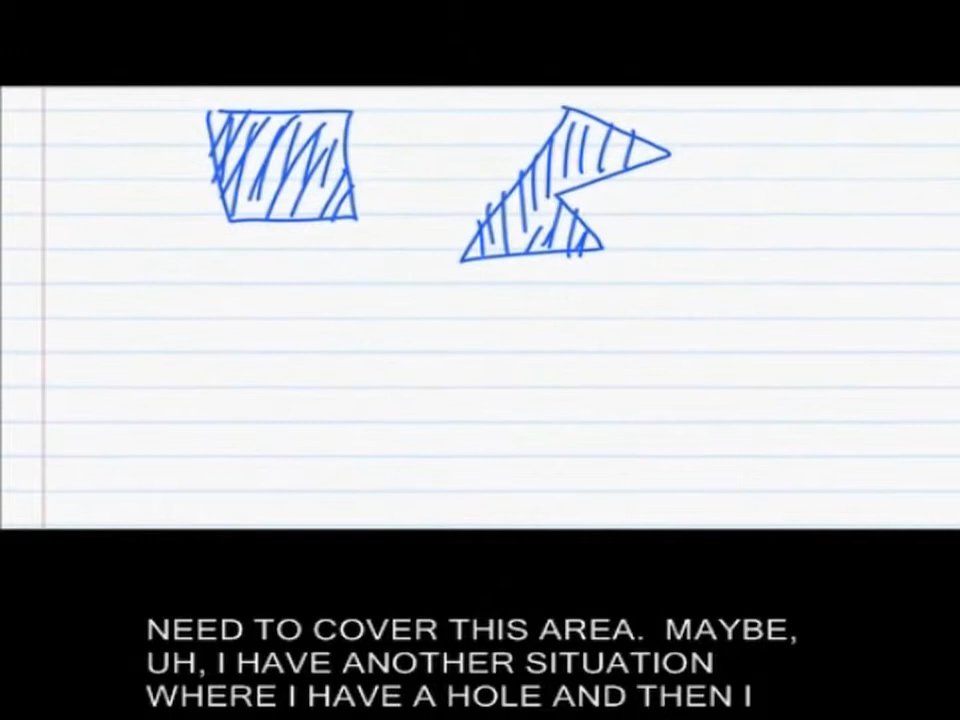 NEED TO COVER THIS AREA.  MAYBE,
UH, I HAVE ANOTHER SITUATION
WHERE I HAVE A HOLE AND THEN I